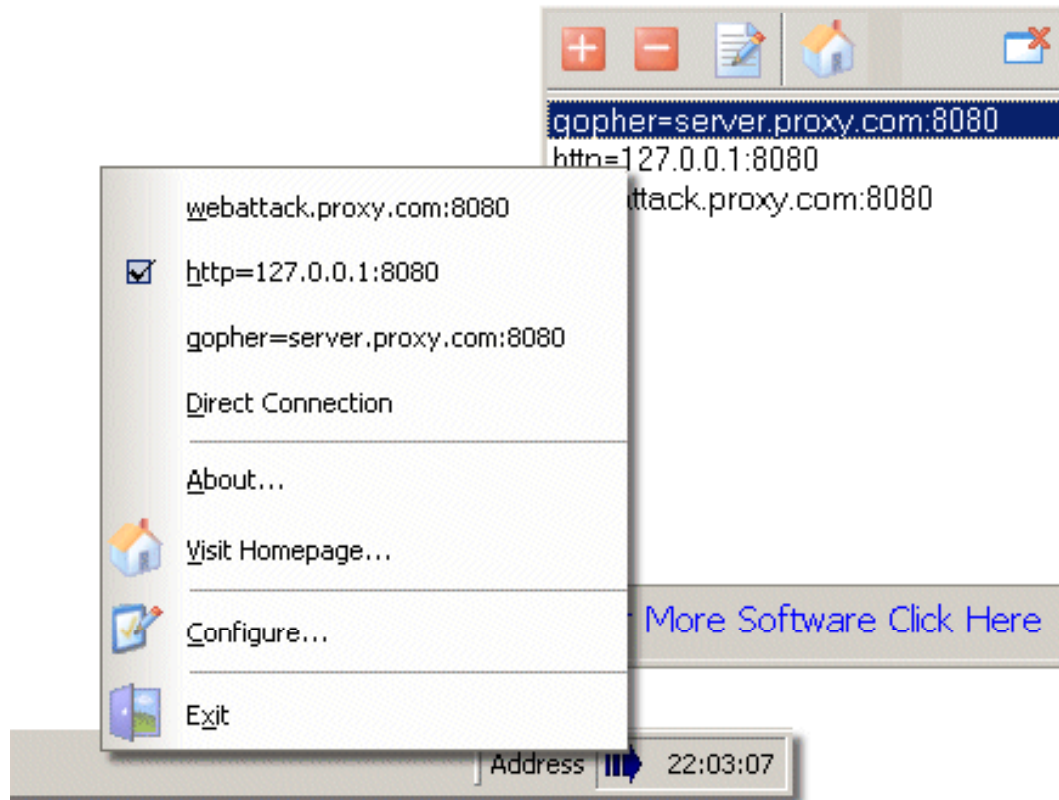 gopher=server.proxy.com:8080
http=127.0.0.1:8080
ttack.proxy.com:8080
webattack.proxy.com:8080
http=127.0.0.1:8080
gopher=server.proxy.com:8080
Direct Connection
About...
Visit Homepage...
Configure...
Exit
More Software Click Here
Address 22:03:07